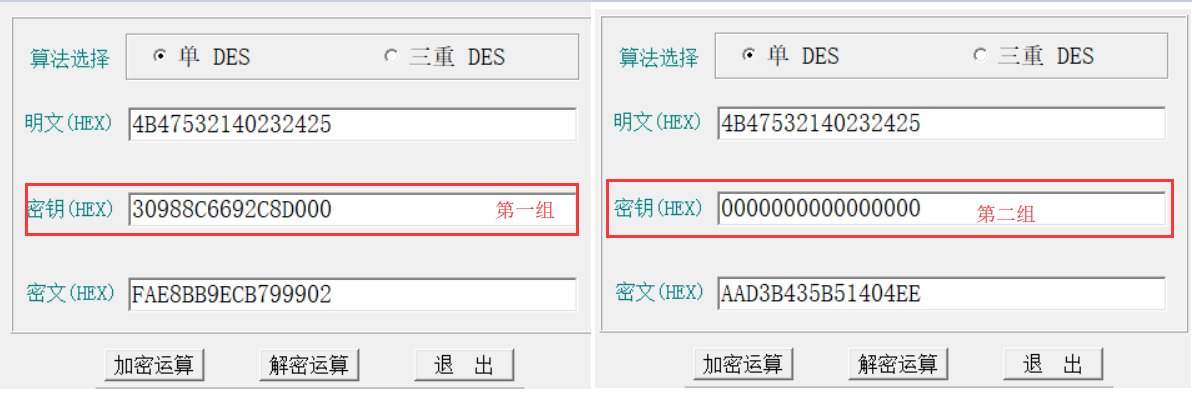 算法选择 单 DES 三重 DES
明文(HEX) 4B47532140232425
密钥(HEX) 30988C6692C8D000 第一组
密文(HEX) FAE8BB9ECB799902
加密运算 解密运算 退 出
算法选择 单 DES 三重 DES
明文(HEX) 4B47532140232425
密钥(HEX) 0000000000000000 第二组
密文(HEX) AAD3B435B51404EE
加密运算 解密运算 退 出